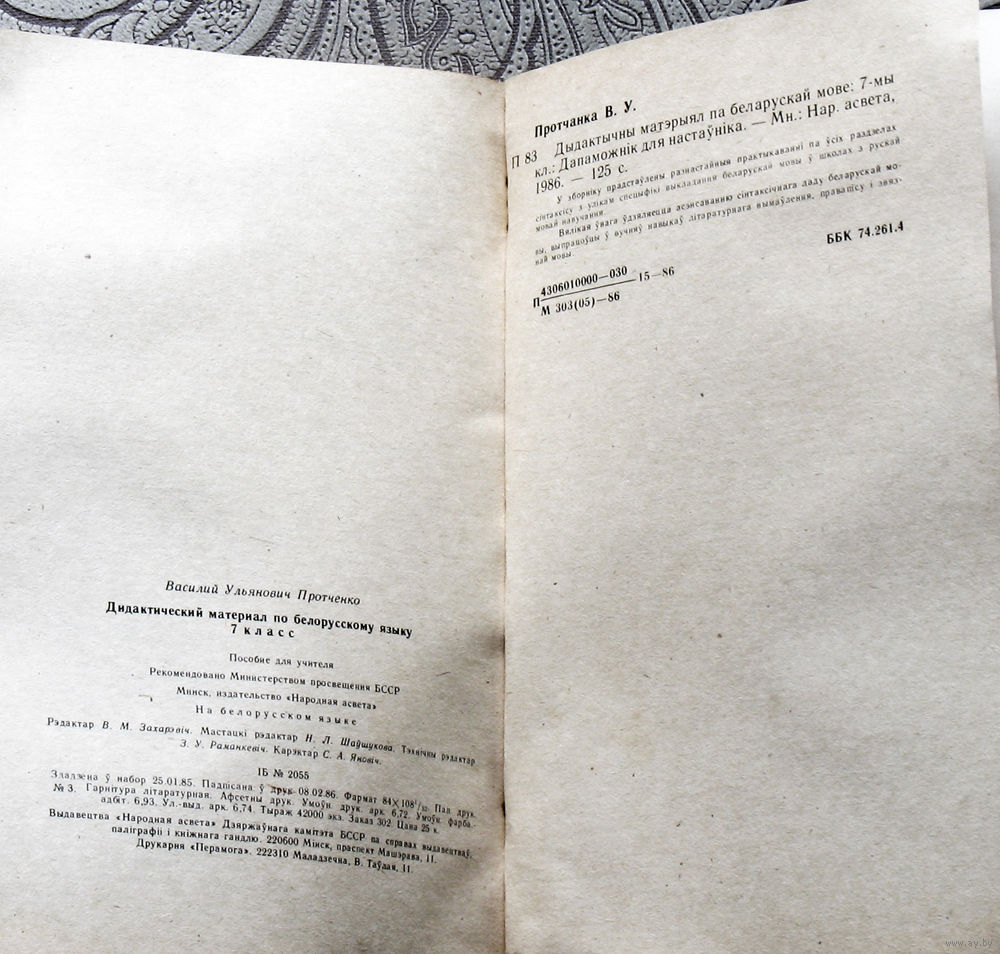 Василий Ульянович Протченко
Дидактический материал по белорусскому языку
7 класс
Пособие для учителя
Рекомендовано Министерством просвещения БССР
Минск, издательство «Народная асвета»
На белорусском языке
Рэдактар В. М. Захарэвіч. Мастацкі рэдактар Н. Л. Шаўшукова. Тэхнічны рэдактар
З. У. Раманкевіч. Карэктар С. А. Яновіч.
ІБ № 2055
Здадзена ў набор 25.01.85. Падпісана ў друк 08.02.86. Фармат 84×108¹/₃₂. Пап. друк.
№ 3. Гарнітура літаратурная. Афсетны друк. Умоўн. друк. арк. 6,72. Умоўн. фарба-
адбіт. 6,93. Ул.-выд. арк. 6,74. Тыраж 42000 экз. Заказ 302. Цана 25 к.
Выдавецтва «Народная асвета» Дзяржаўнага камітэта БССР па справах выдавецтваў,
паліграфіі і кніжнага гандлю. 220600 Мінск, праспект Машэрава, 11.
Друкарня «Перамога». 222310 Маладзечна, В. Таўлая, 11.
Протчанка В. У.
П 83 Дыдактычны матэрыял па беларускай мове: 7-мы
кл.: Дапаможнік для настаўніка. — Мн.: Нар. асвета,
1986. — 125 с.
У зборніку прадстаўлены разнастайныя практыкаванні па ўсіх раздзелах
сінтаксісу з улікам спецыфікі выкладання беларускай мовы ў школах з рускай
мовай навучання.
Вялікая ўвага ўдзяляецца асэнсаванню сінтаксічнага ладу беларускай мо-
вы, выпрацоўцы ў вучняў навыкаў літаратурнага вымаўлення, правапісу і звяз-
най мовы.
ББК 74.261.4
П 4306010000—030 15—86
М 303(05)—86
www.ay.by